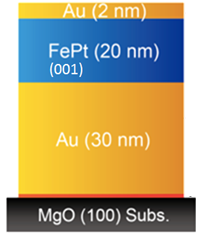 Au (2 nm)
FePt (20 nm)
(001)
Au (30 nm)
MgO (100) Subs.